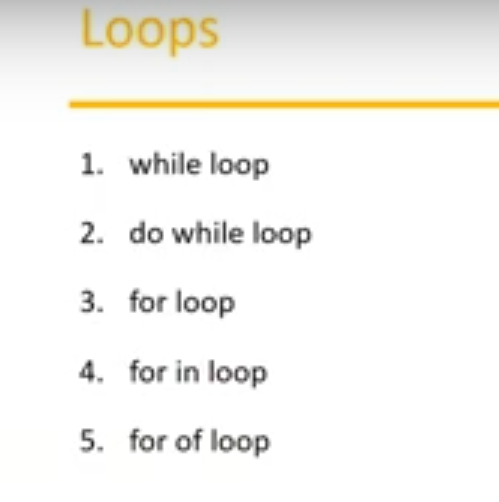 Loops
1. while loop
2. do while loop
3. for loop
4. for in loop
5. for of loop